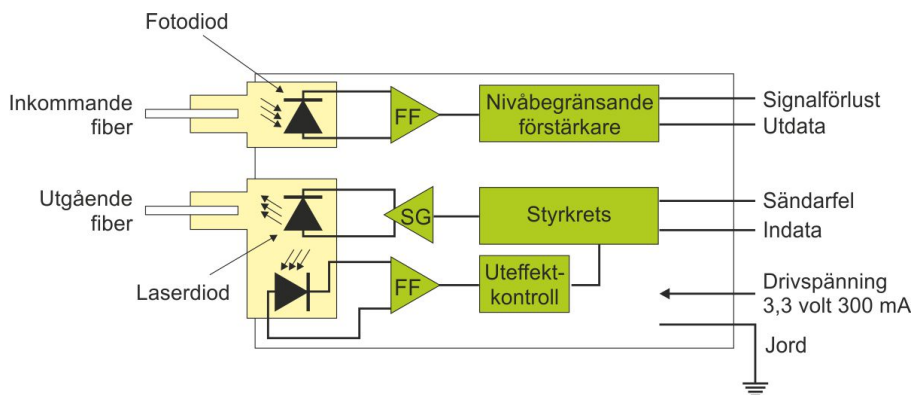 Fotodiod
Inkommande
fiber
FF
Nivåbegränsande
förstärkare
Signalförlust
Utdata
Utgående
fiber
SG
Styrkrets
Sändarfel
Indata
Laserdiod
FF
Uteffekt-
kontroll
Drivspänning
3,3 volt 300 mA
Jord